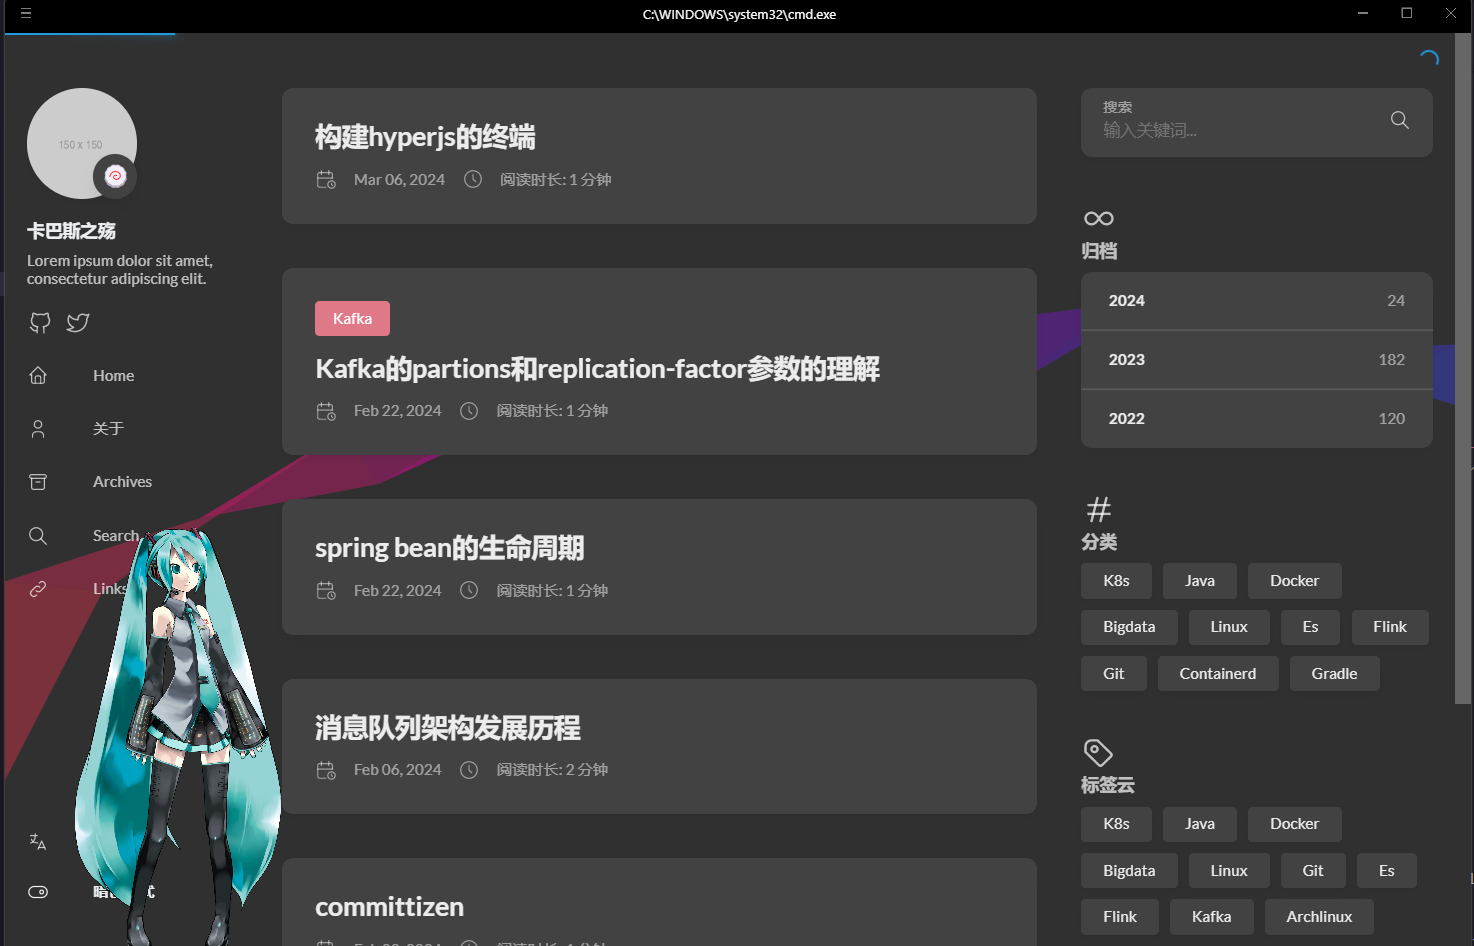 C:\WINDOWS\system32\cmd.exe
150 x 150
卡巴斯之殇
Lorem ipsum dolor sit amet,
consectetur adipiscing elit.
Home
关于
Archives
Search
Links
构建hyperjs的终端
Mar 06, 2024 阅读时长: 1 分钟
Kafka
Kafka的partions和replication-factor参数的理解
Feb 22, 2024 阅读时长: 1 分钟
spring bean的生命周期
Feb 22, 2024 阅读时长: 1 分钟
消息队列架构发展历程
Feb 06, 2024 阅读时长: 2 分钟
committizen
搜索
输入关键词...
归档
2024 24
2023 182
2022 120
分类
K8s Java Docker
Bigdata Linux Es Flink
Git Containerd Gradle
标签云
K8s Java Docker
Bigdata Linux Git Es
Flink Kafka Archlinux